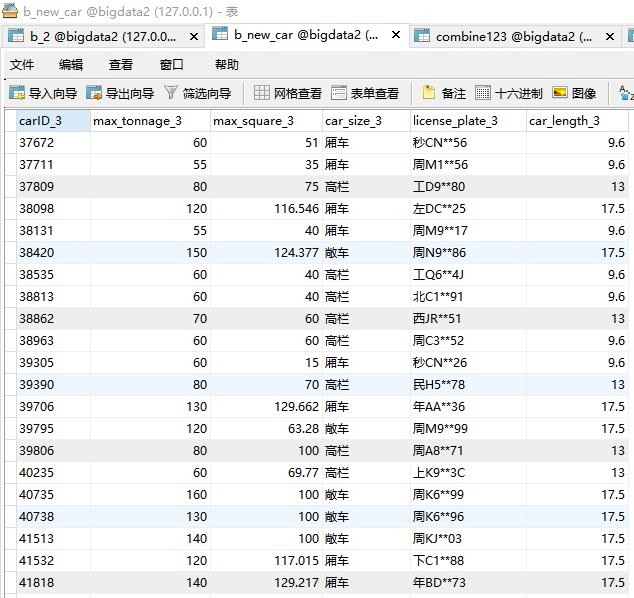 b_new_car @bigdata2 (127.0.0.1) - 表
b_2 @bigdata2 (127.0.0... × b_new_car @bigdata2 (... × combine123 @bigdata2 (... ×
文件 编辑 查看 窗口 帮助
导入向导 导出向导 筛选向导 网格查看 表单查看 备注 十六进制 图像
carID_3 max_tonnage_3 max_square_3 car_size_3 license_plate_3 car_length_3
37672 60 51 厢车 秒CN**56 9.6
37711 55 35 厢车 周M1**56 9.6
37809 80 75 高栏 工D9**80 13
38098 120 116.546 厢车 左DC**25 17.5
38131 55 40 厢车 周M9**17 9.6
38420 150 124.377 敞车 周N9**86 17.5
38535 60 40 高栏 工Q6**4J 9.6
38813 60 40 高栏 北C1**91 9.6
38862 70 60 高栏 西JR**51 13
38963 60 60 高栏 周C3**52 9.6
39305 60 15 厢车 秒CN**26 9.6
39390 80 70 高栏 民H5**78 13
39706 130 129.662 厢车 年AA**36 17.5
39795 120 63.28 敞车 周M9**99 17.5
39806 80 100 高栏 周A8**71 13
40235 60 69.77 高栏 上K9**3C 13
40735 160 100 敞车 周K6**99 17.5
40738 130 100 敞车 周K6**96 17.5
41513 140 100 敞车 周KJ**03 17.5
41532 120 117.015 厢车 下C1**88 17.5
41818 140 129.217 厢车 年BD**73 17.5